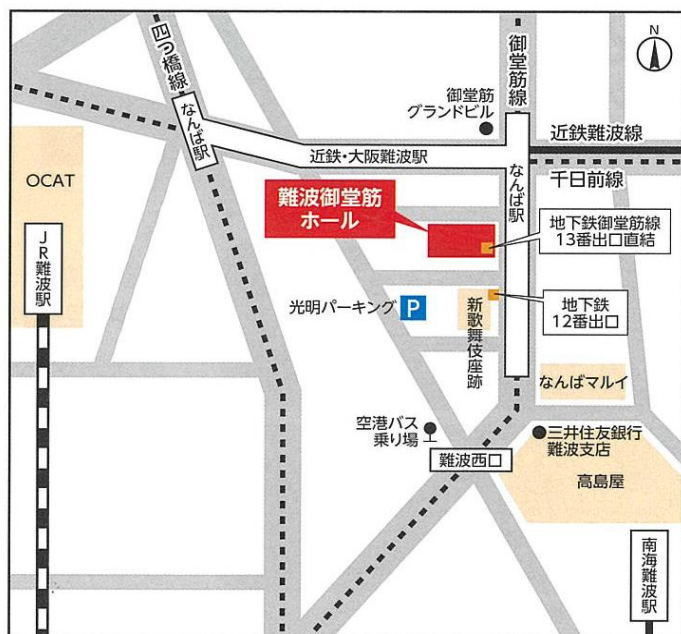 N
四つ橋線
御堂筋線
御堂筋
グランドビル
なんば駅
近鉄・大阪難波駅
なんば駅
近鉄難波線
千日前線
OCAT
難波御堂筋
ホール
地下鉄御堂筋線
13番出口直結
JR難波駅
光明パーキング
P
新歌舞伎座跡
地下鉄
12番出口
なんばマルイ
空港バス
乗り場
三井住友銀行
難波支店
難波西口
高島屋
南海難波駅